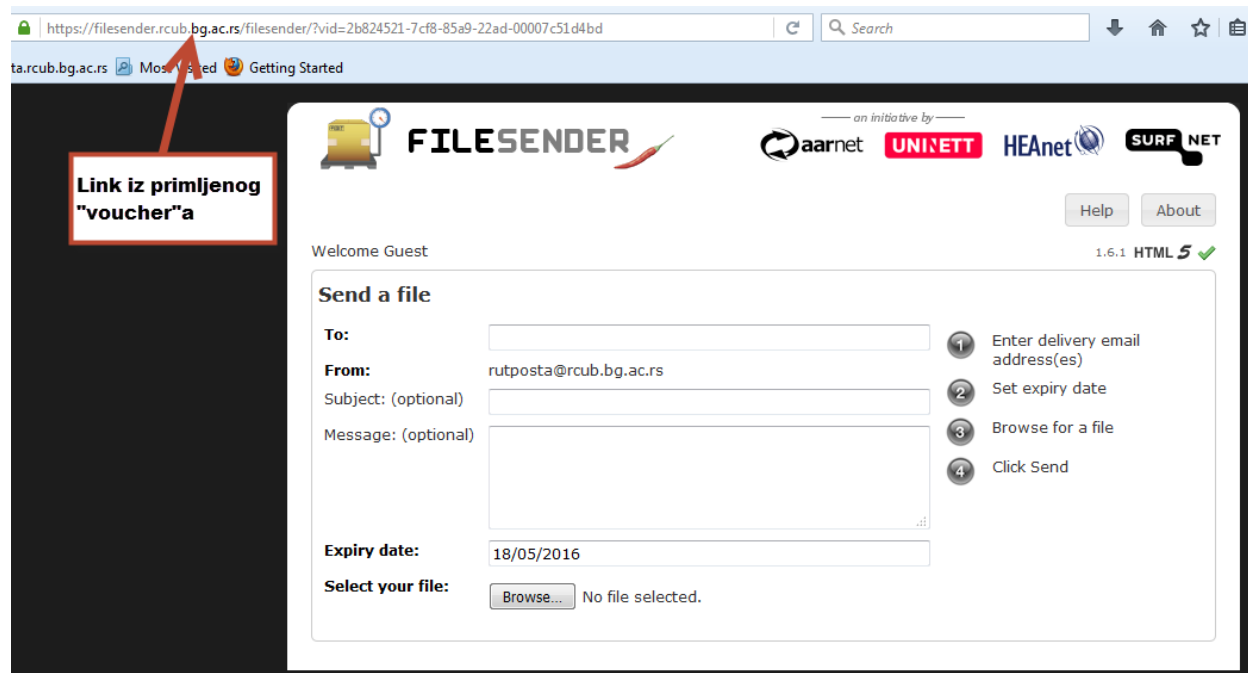 https://filesender.rcub.bg.ac.rs/filesender/?vid=2b824521-7cf8-85a9-22ad-00007c51d4bd
Search
ta.rcub.bg.ac.rs Most Visited Getting Started
Link iz primljenog
"voucher"a
FILESENDER
an initiative by
aarnet UNINETT HEAnet SURF NET
Help About
Welcome Guest
1.6.1 HTML 5
Send a file
To:
From: rutposta@rcub.bg.ac.rs
Subject: (optional)
Message: (optional)
Expiry date: 18/05/2016
Select your file: Browse... No file selected.
1 Enter delivery email
address(es)
2 Set expiry date
3 Browse for a file
4 Click Send